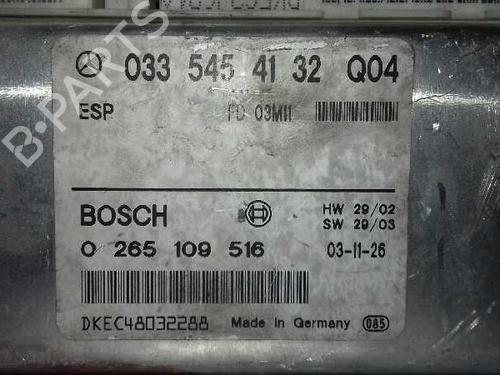 033 545 41 32 Q04
ESP FD 03M11
BOSCH
HW 29/02
SW 29/03
0 265 109 516 03-11-26
DKEC48032288 Made in Germany 085
B-PARTS